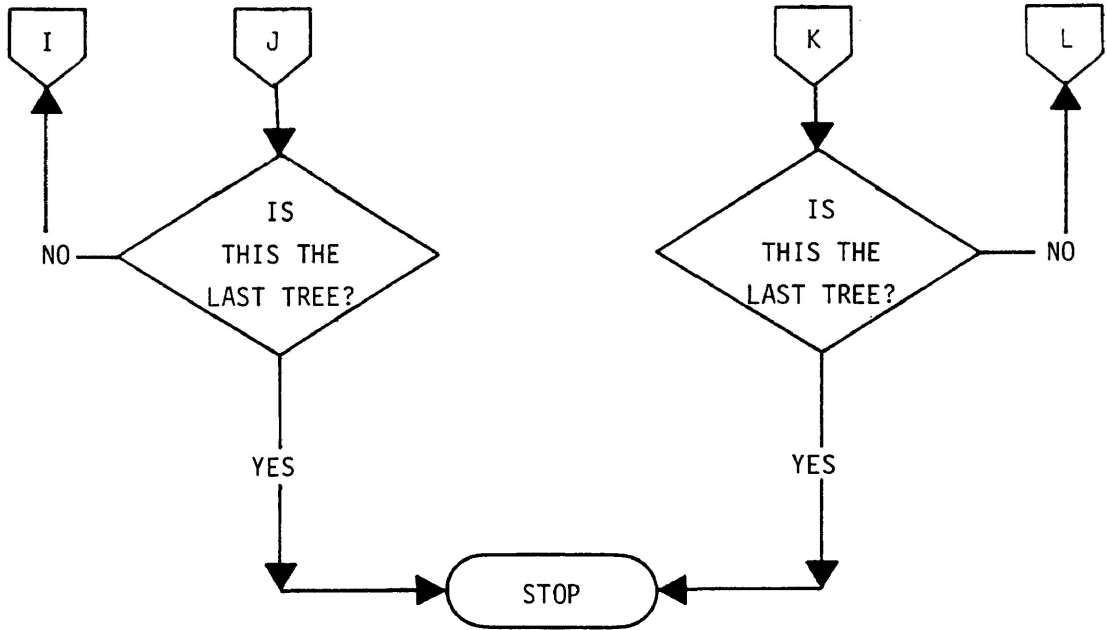 I
J
K
L
IS
THIS THE
LAST TREE?
NO
YES
IS
THIS THE
LAST TREE?
NO
YES
STOP